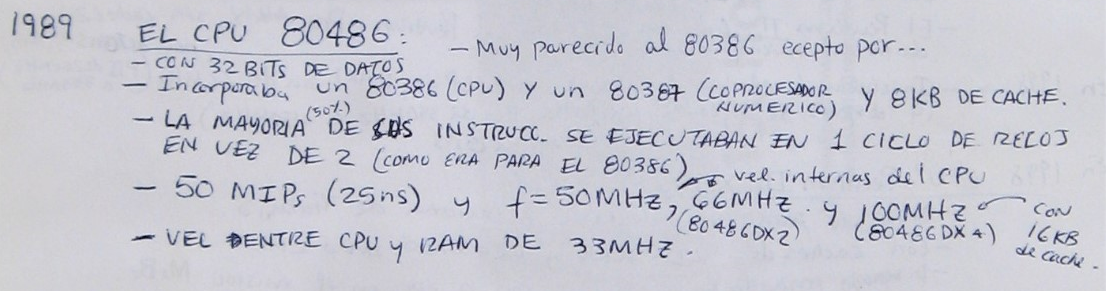 1989
EL CPU 80486: - Muy parecido al 80386 ecepto por...
- CON 32 BITS DE DATOS
- Incorporaba un 80386 (CPU) Y un 80387 (COPROCESADOR NUMERICO) Y 8KB DE CACHE.
- LA MAYORIA (50%) DE SUS INSTRUCC. SE EJECUTABAN EN 1 CICLO DE RELOJ
EN VEZ DE 2 (como ERA PARA EL 80386)
vel. internas del CPU
- 50 MIPs (25ns) y f=50MHz, 66MHz. y 100MHz
(80486DX2) (80486DX4)
CON
16KB
de cache.
- VEL ENTRE CPU y RAM DE 33MHz.